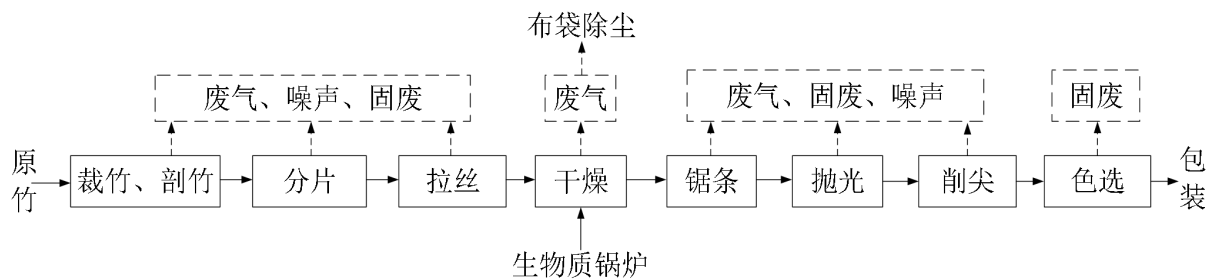 布袋除尘
废气、噪声、固废
废气
废气、固废、噪声
固废
原竹
裁竹、剖竹
分片
拉丝
干燥
锯条
抛光
削尖
色选
包装
生物质锅炉